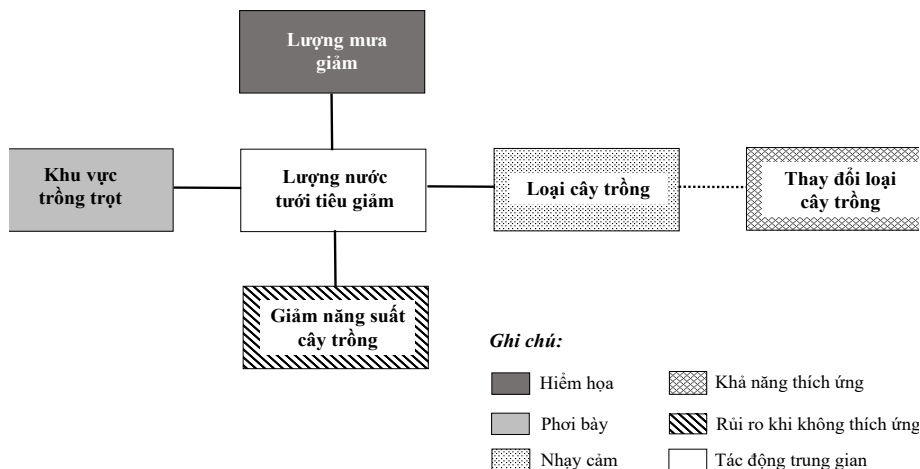 Lượng mưa
giảm
Khu vực
trồng trọt
Lượng nước
tưới tiêu giảm
Loại cây trồng
Thay đổi loại
cây trồng
Giảm năng suất
cây trồng
Ghi chú:
Hiểm họa
Khả năng thích ứng
Phơi bày
Rủi ro khi không thích ứng
Nhạy cảm
Tác động trung gian